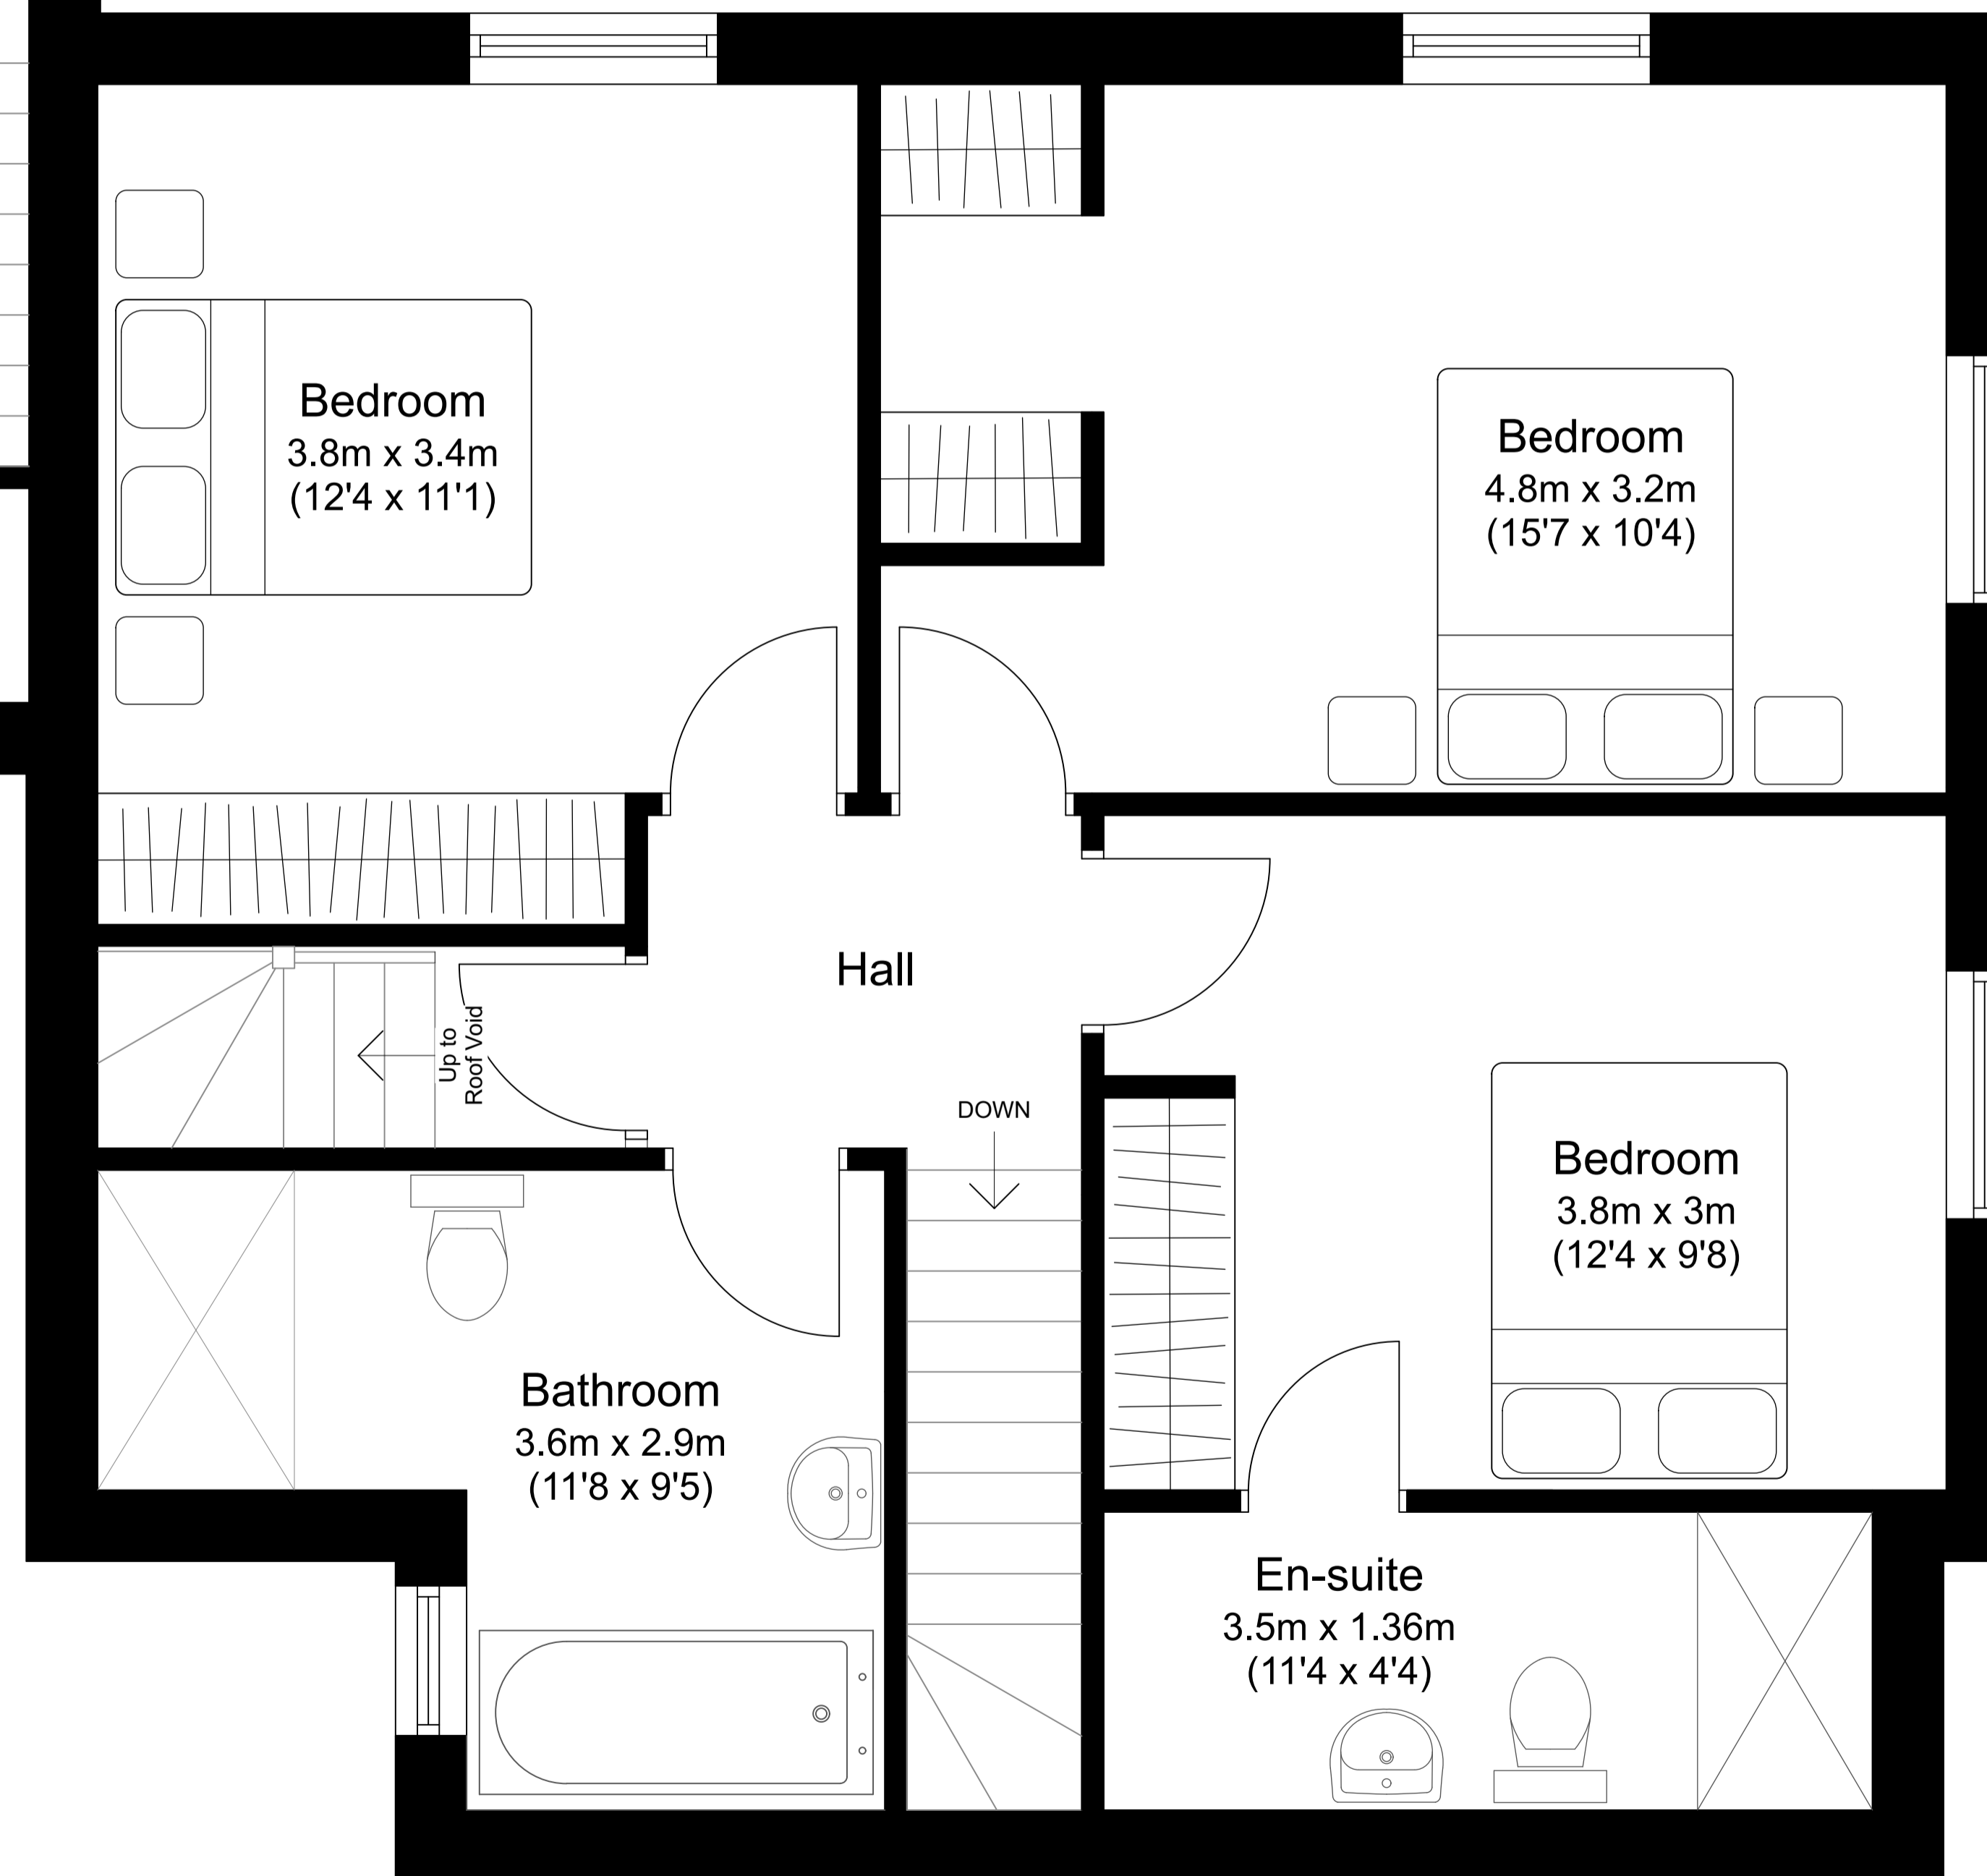 Bedroom
3.8m x 3.4m
(12'4 x 11'1)
Bedroom
4.8m x 3.2m
(15'7 x 10'4)
Hall
Up to
Roof Void
DOWN
Bedroom
3.8m x 3m
(12'4 x 9'8)
Bathroom
3.6m x 2.9m
(11'8 x 9'5)
En-suite
3.5m x 1.36m
(11'4 x 4'4)